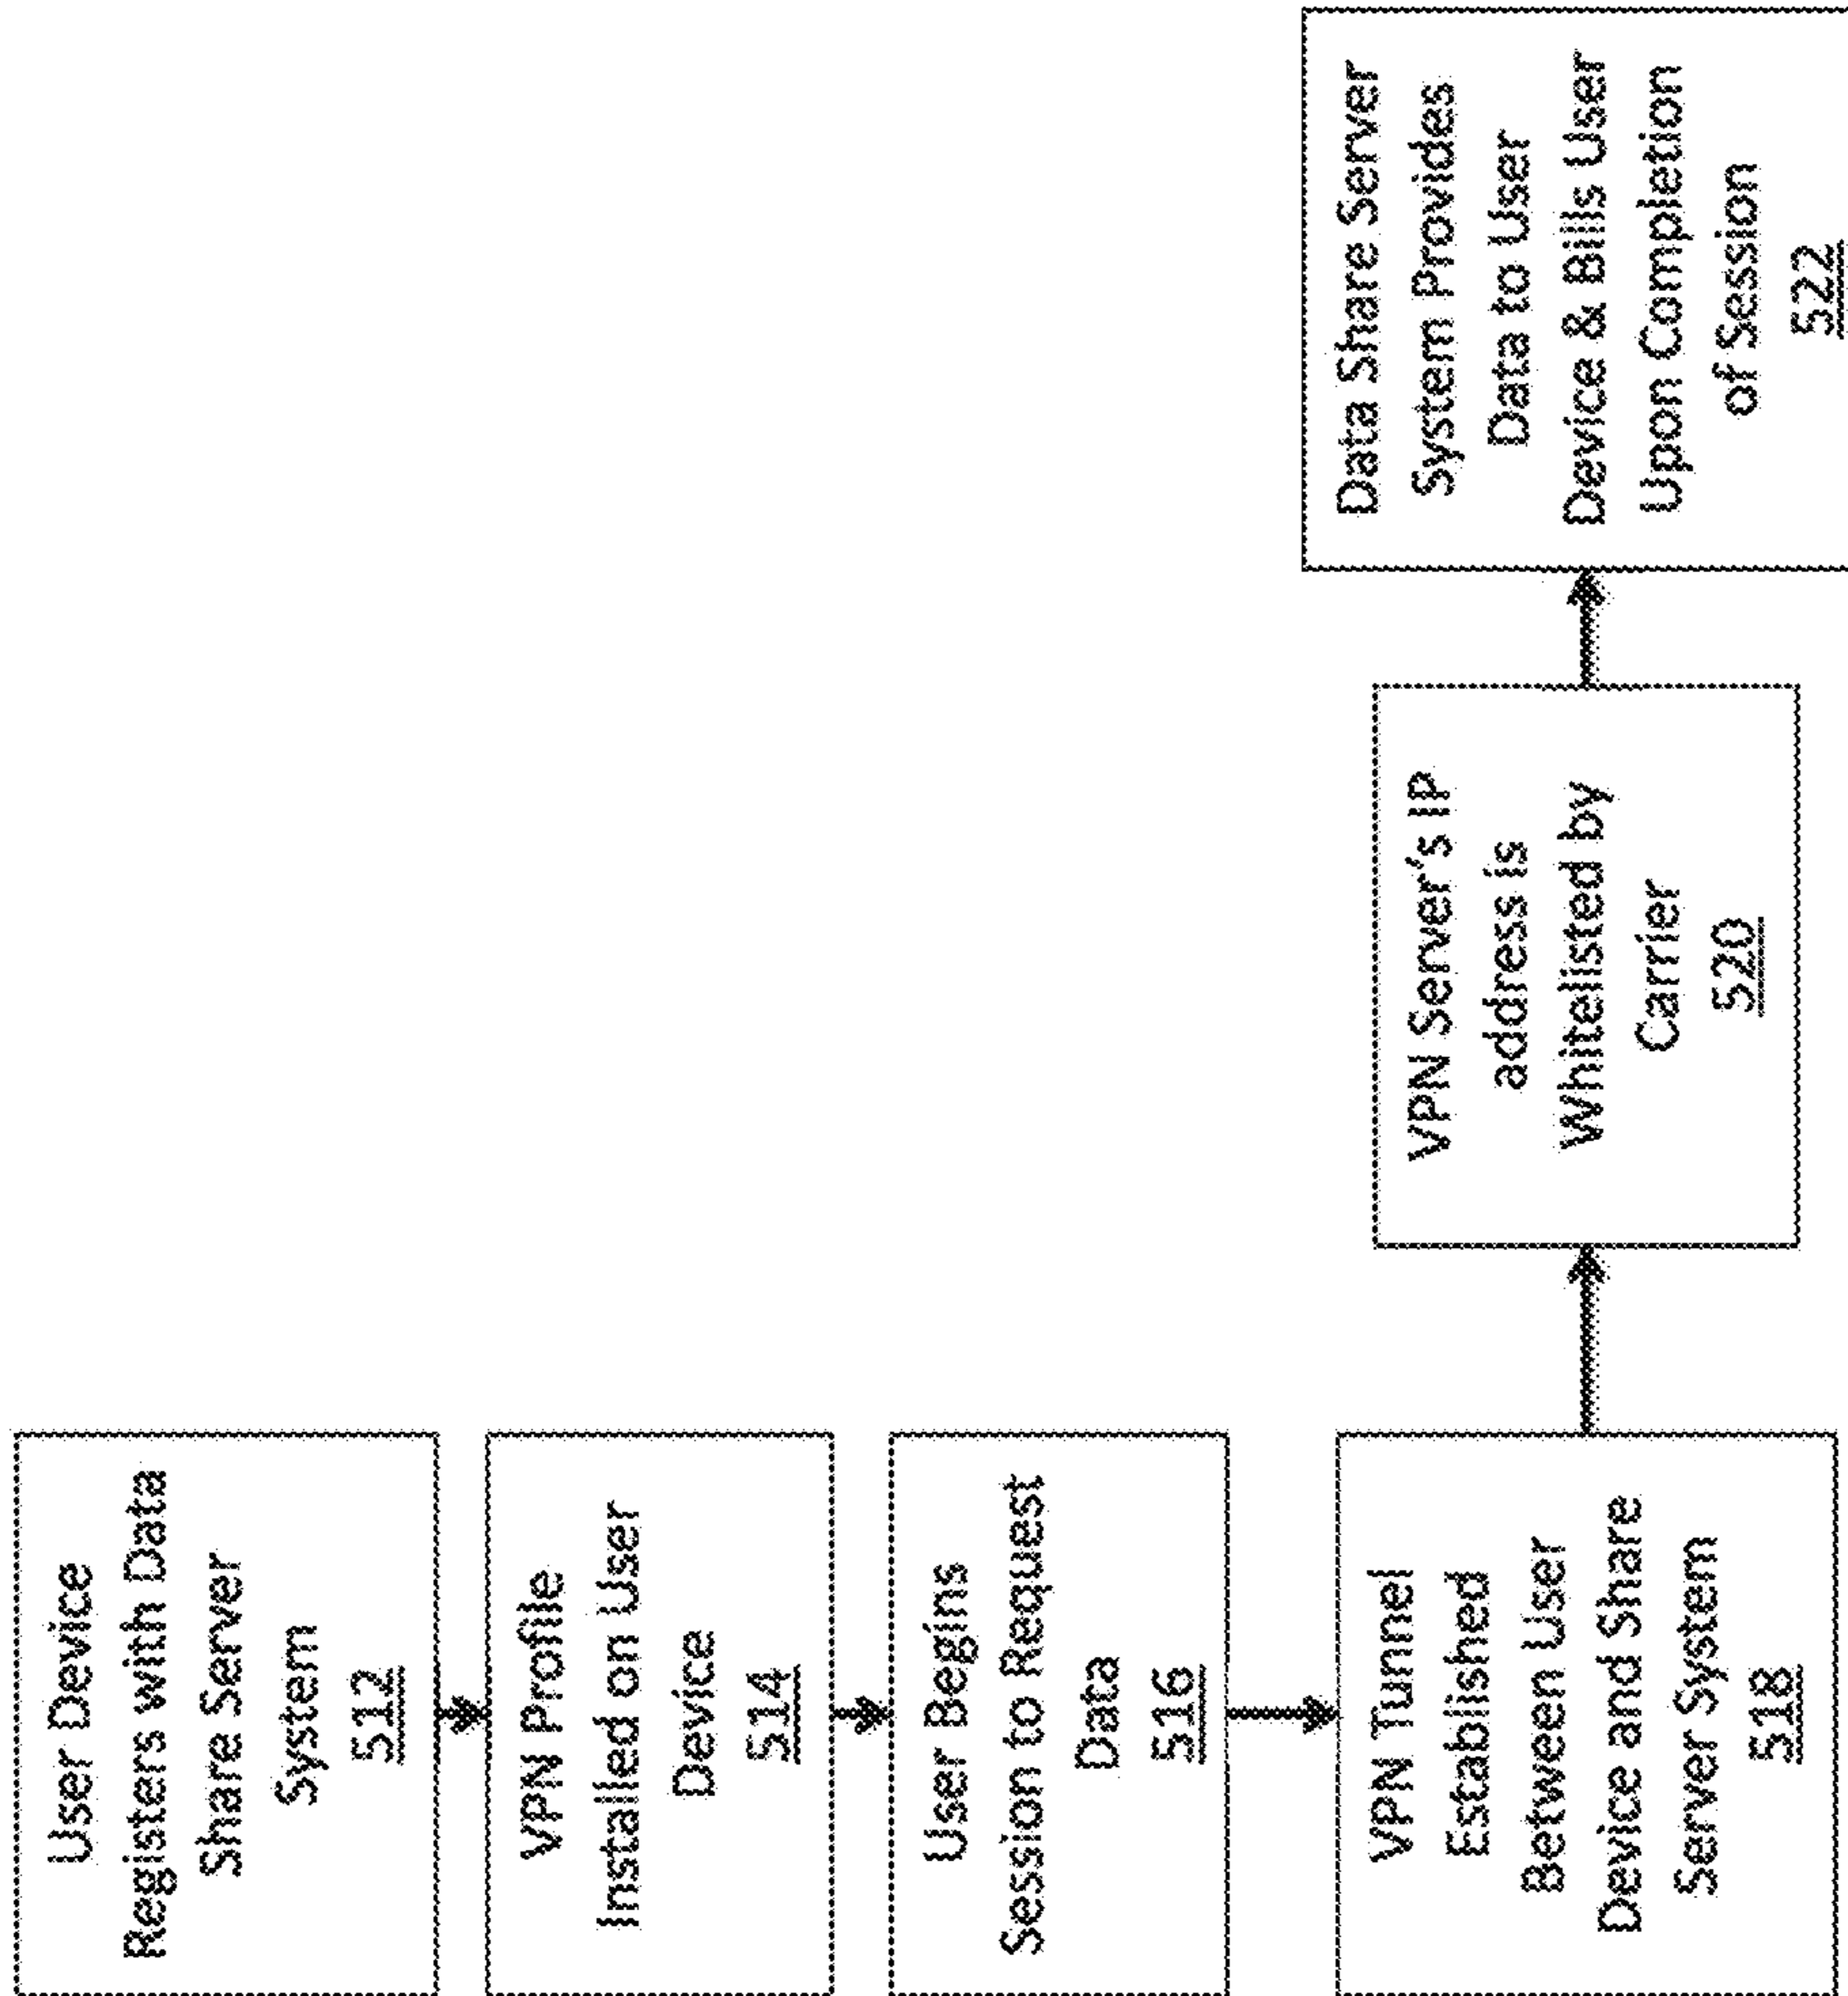 User Device
Registers with Data
Share Server
System
512
VPN Profile
Installed on User
Device
514
User Begins
Session to Request
Data
516
VPN Tunnel
Established
Between User
Device and Share
Server System
518
VPN Server's IP
address is
Whitelisted by
Carrier
520
Data Share Server
System Provides
Data to User
Device & Bills User
Upon Completion
of Session
522